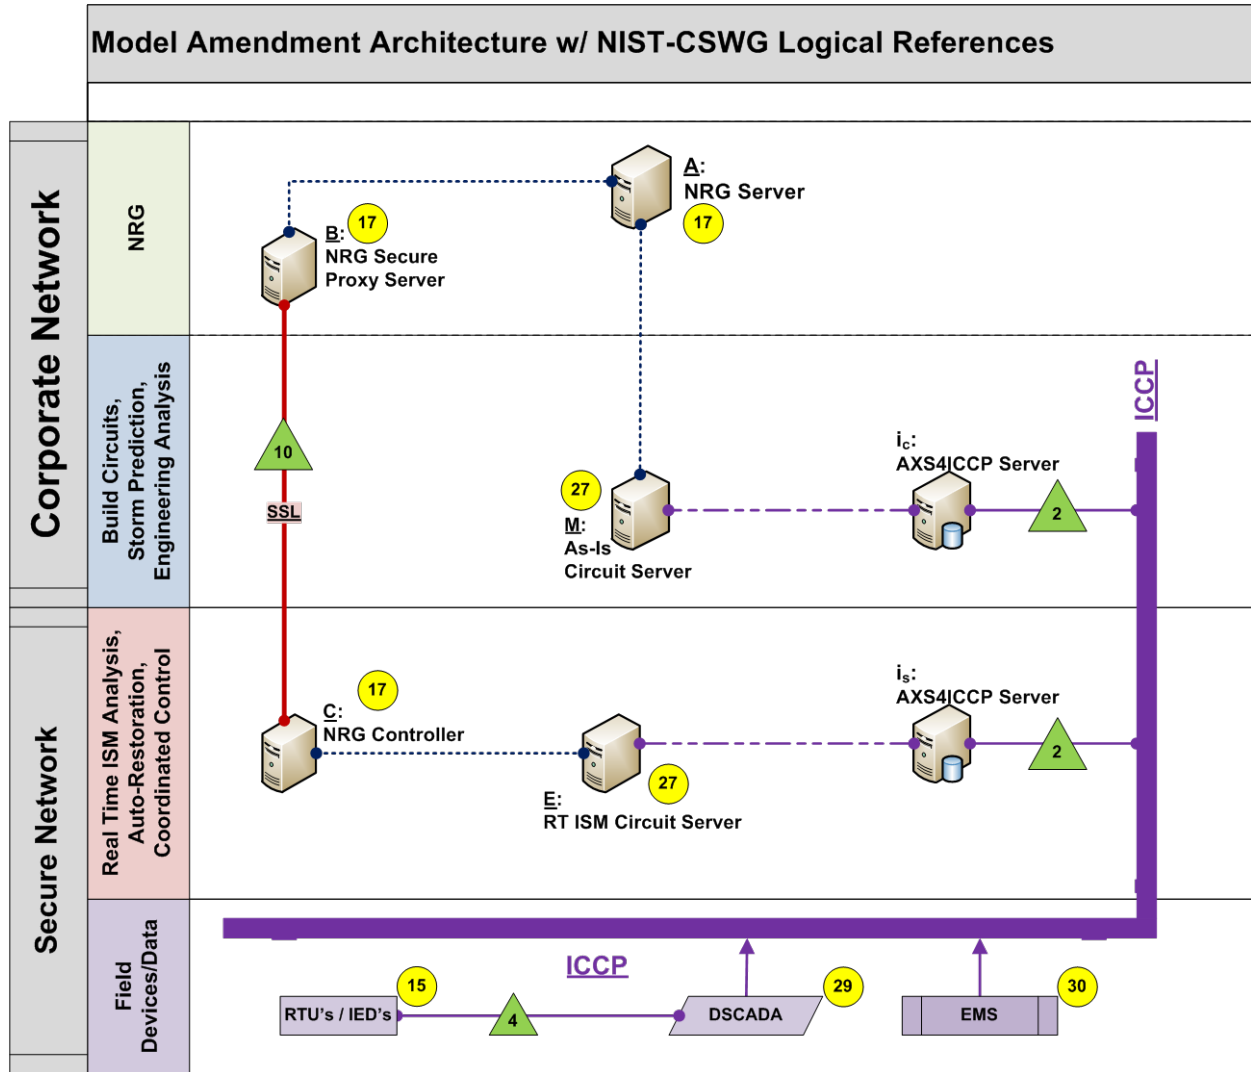 Model Amendment Architecture w/ NIST-CSWG Logical References
Corporate Network
NRG
A:
NRG Server
17
17
B:
NRG Secure
Proxy Server
Build Circuits,
Storm Prediction,
Engineering Analysis
10
SSL
27
M:
As-Is
Circuit Server
ic:
AXS4ICCP Server
2
ICCP
Secure Network
Real Time ISM Analysis,
Auto-Restoration,
Coordinated Control
17
C:
NRG Controller
27
E:
RT ISM Circuit Server
is:
AXS4ICCP Server
2
Field
Devices/Data
ICCP
RTU's / IED's
15
4
DSCADA
29
EMS
30